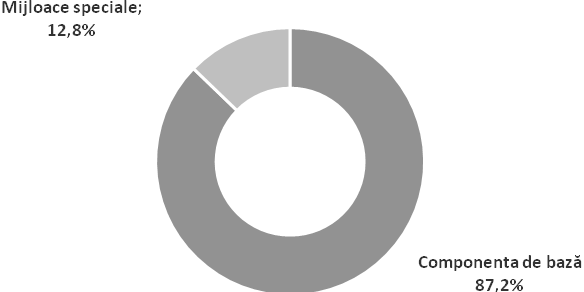 Mijloace speciale;
12,8%
Componenta de bază
87,2%